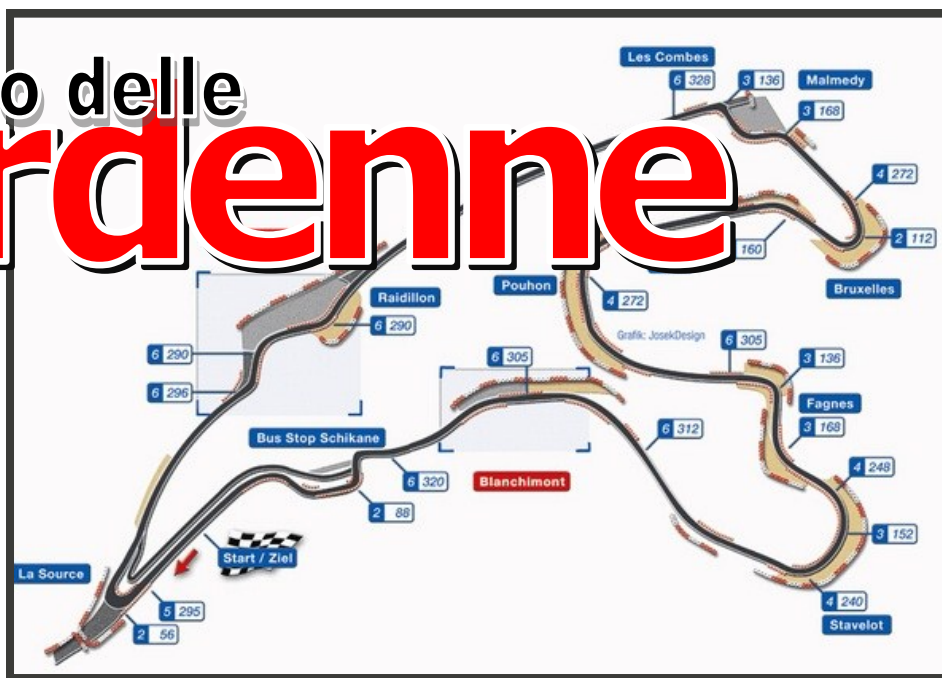 o delle
rdenne
Les Combes
6 328
3 136
Malmedy
3 168
4 272
2 112
Bruxelles
160
Pouhon
4 272
Raidillon
6 290
Grafik: JosekDesign
6 305
3 136
6 290
6 305
6 296
Fagnes
3 168
6 312
Bus Stop Schikane
4 248
6 320
Blanchimont
2 88
3 152
Start / Ziel
La Source
5 295
4 240
2 56
Stavelot